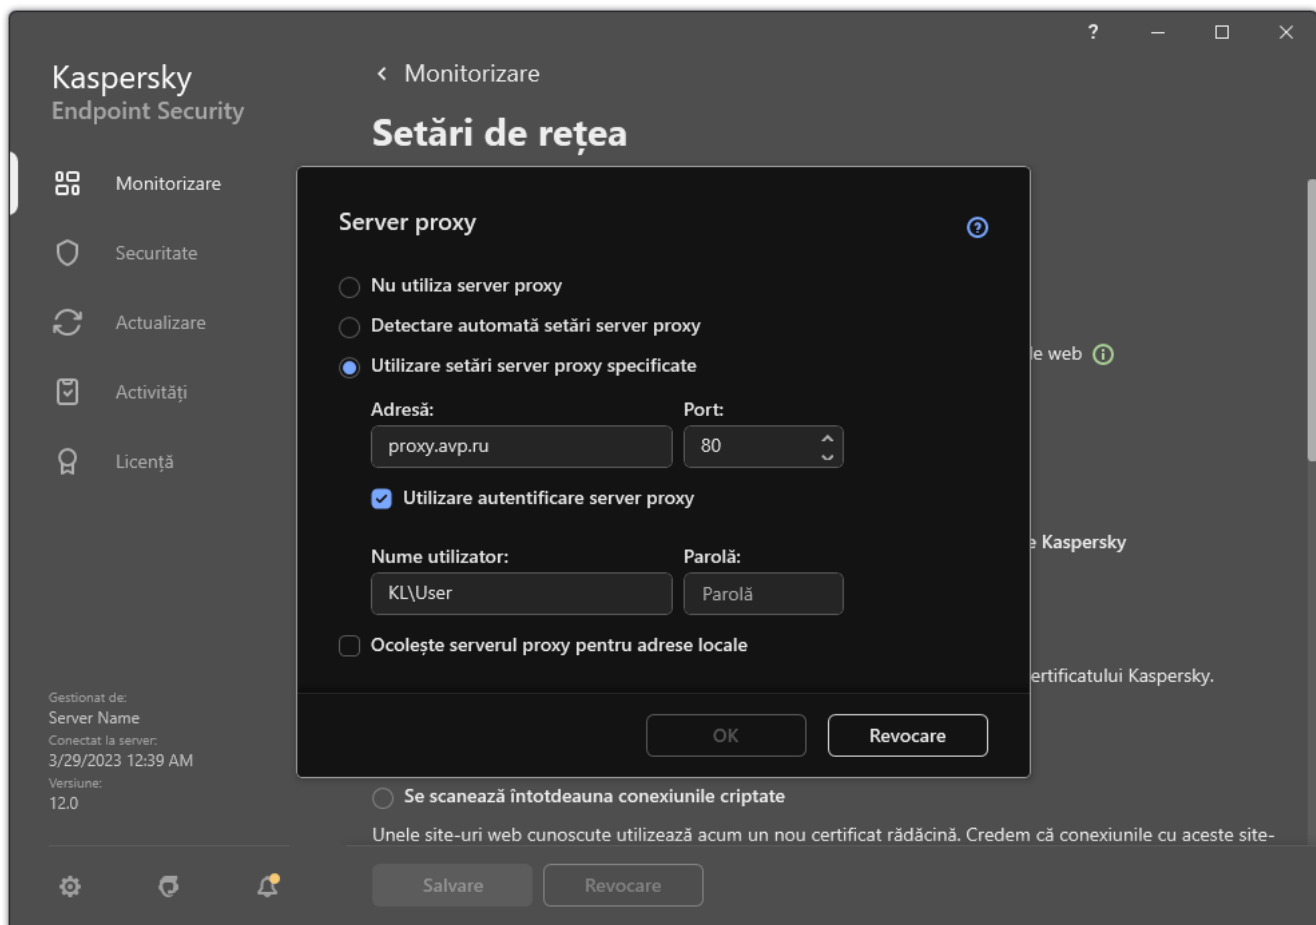 ?
Kaspersky
Endpoint Security
Monitorizare
Setări de rețea
Monitorizare
Securitate
Actualizare
Activități
Licență
Server proxy
?
Nu utiliza server proxy
Detectare automată setări server proxy
Utilizare setări server proxy specificate
Adresă: Port:
proxy.avp.ru 80
Utilizare autentificare server proxy
Nume utilizator: Parolă:
KL\User Parolă
Ocolește serverul proxy pentru adrese locale
OK Revocare
web
Kaspersky
Kaspersky.
Gestionat de:
Server Name
Conectat la server:
3/29/2023 12:39 AM
Versiune:
12.0
Se scanează întotdeauna conexiunile criptate
Unele site-uri web cunoscute utilizează acum un nou certificat rădăcină. Credem că conexiunile cu aceste site-
Salvare Revocare